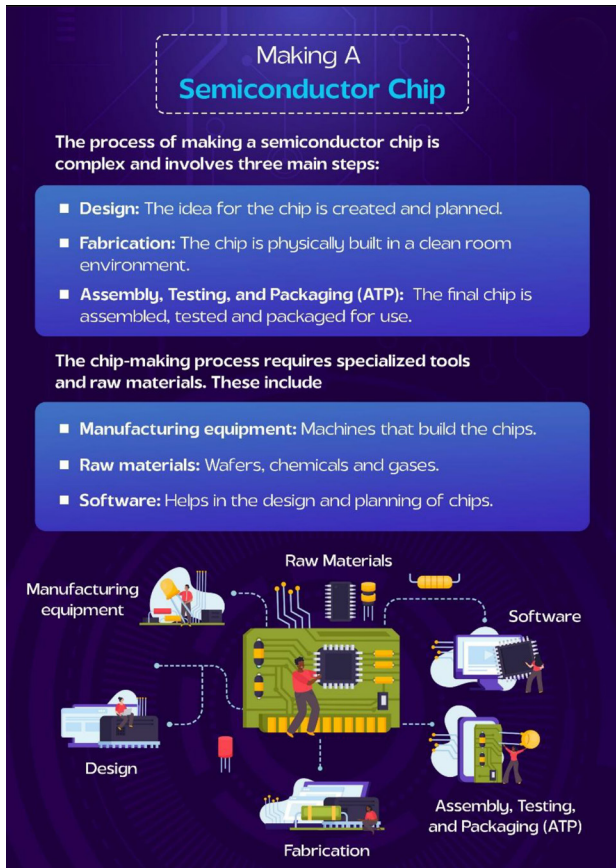 Making A
Semiconductor Chip
The process of making a semiconductor chip is
complex and involves three main steps:
■ Design: The idea for the chip is created and planned.
■ Fabrication: The chip is physically built in a clean room
environment.
■ Assembly, Testing, and Packaging (ATP): The final chip is
assembled, tested and packaged for use.
The chip-making process requires specialized tools
and raw materials. These include
■ Manufacturing equipment: Machines that build the chips.
■ Raw materials: Wafers, chemicals and gases.
■ Software: Helps in the design and planning of chips.
Raw Materials
Manufacturing
equipment
Software
Design
Assembly, Testing,
and Packaging (ATP)
Fabrication